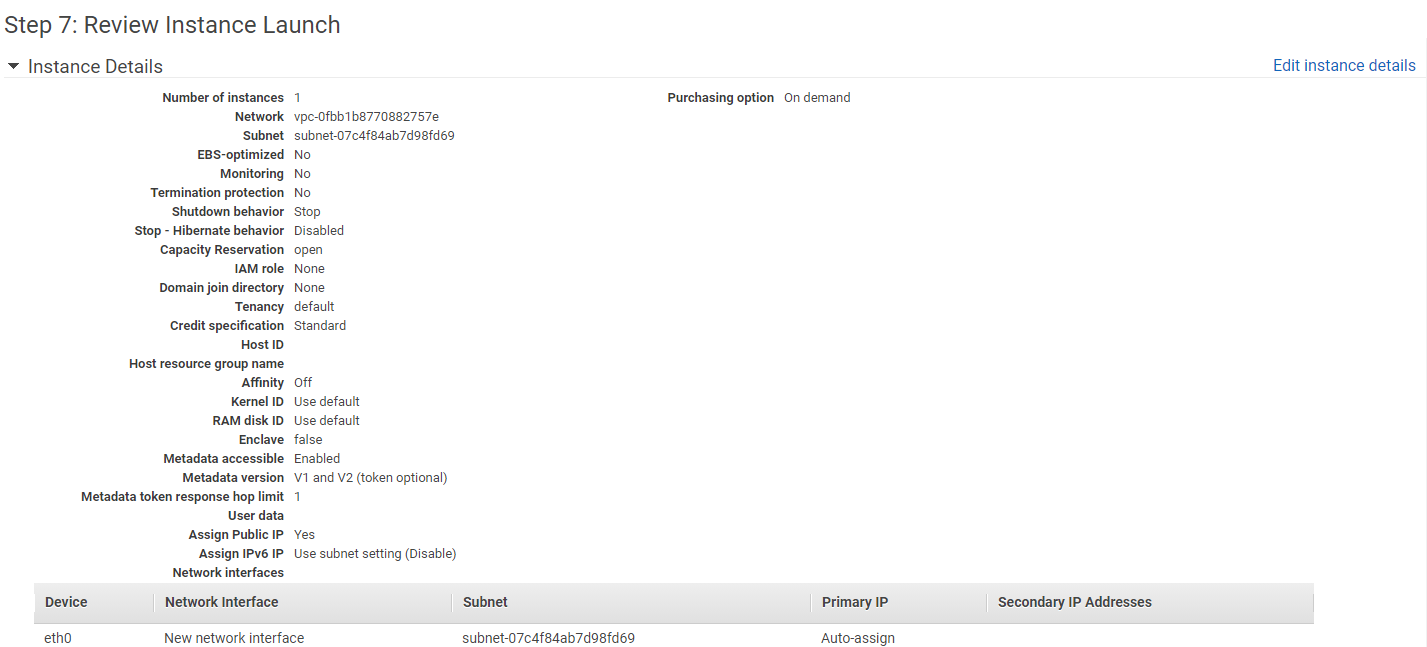 Step 7: Review Instance Launch
Instance Details
Edit instance details
Number of instances 1
Purchasing option On demand
Network vpc-0fbb1b8770882757e
Subnet subnet-07c4f84ab7d98fd69
EBS-optimized No
Monitoring No
Termination protection No
Shutdown behavior Stop
Stop - Hibernate behavior Disabled
Capacity Reservation open
IAM role None
Domain join directory None
Tenancy default
Credit specification Standard
Host ID
Host resource group name
Affinity Off
Kernel ID Use default
RAM disk ID Use default
Enclave false
Metadata accessible Enabled
Metadata version V1 and V2 (token optional)
Metadata token response hop limit 1
User data
Assign Public IP Yes
Assign IPv6 IP Use subnet setting (Disable)
Network interfaces
Device Network Interface Subnet Primary IP Secondary IP Addresses
eth0 New network interface subnet-07c4f84ab7d98fd69 Auto-assign